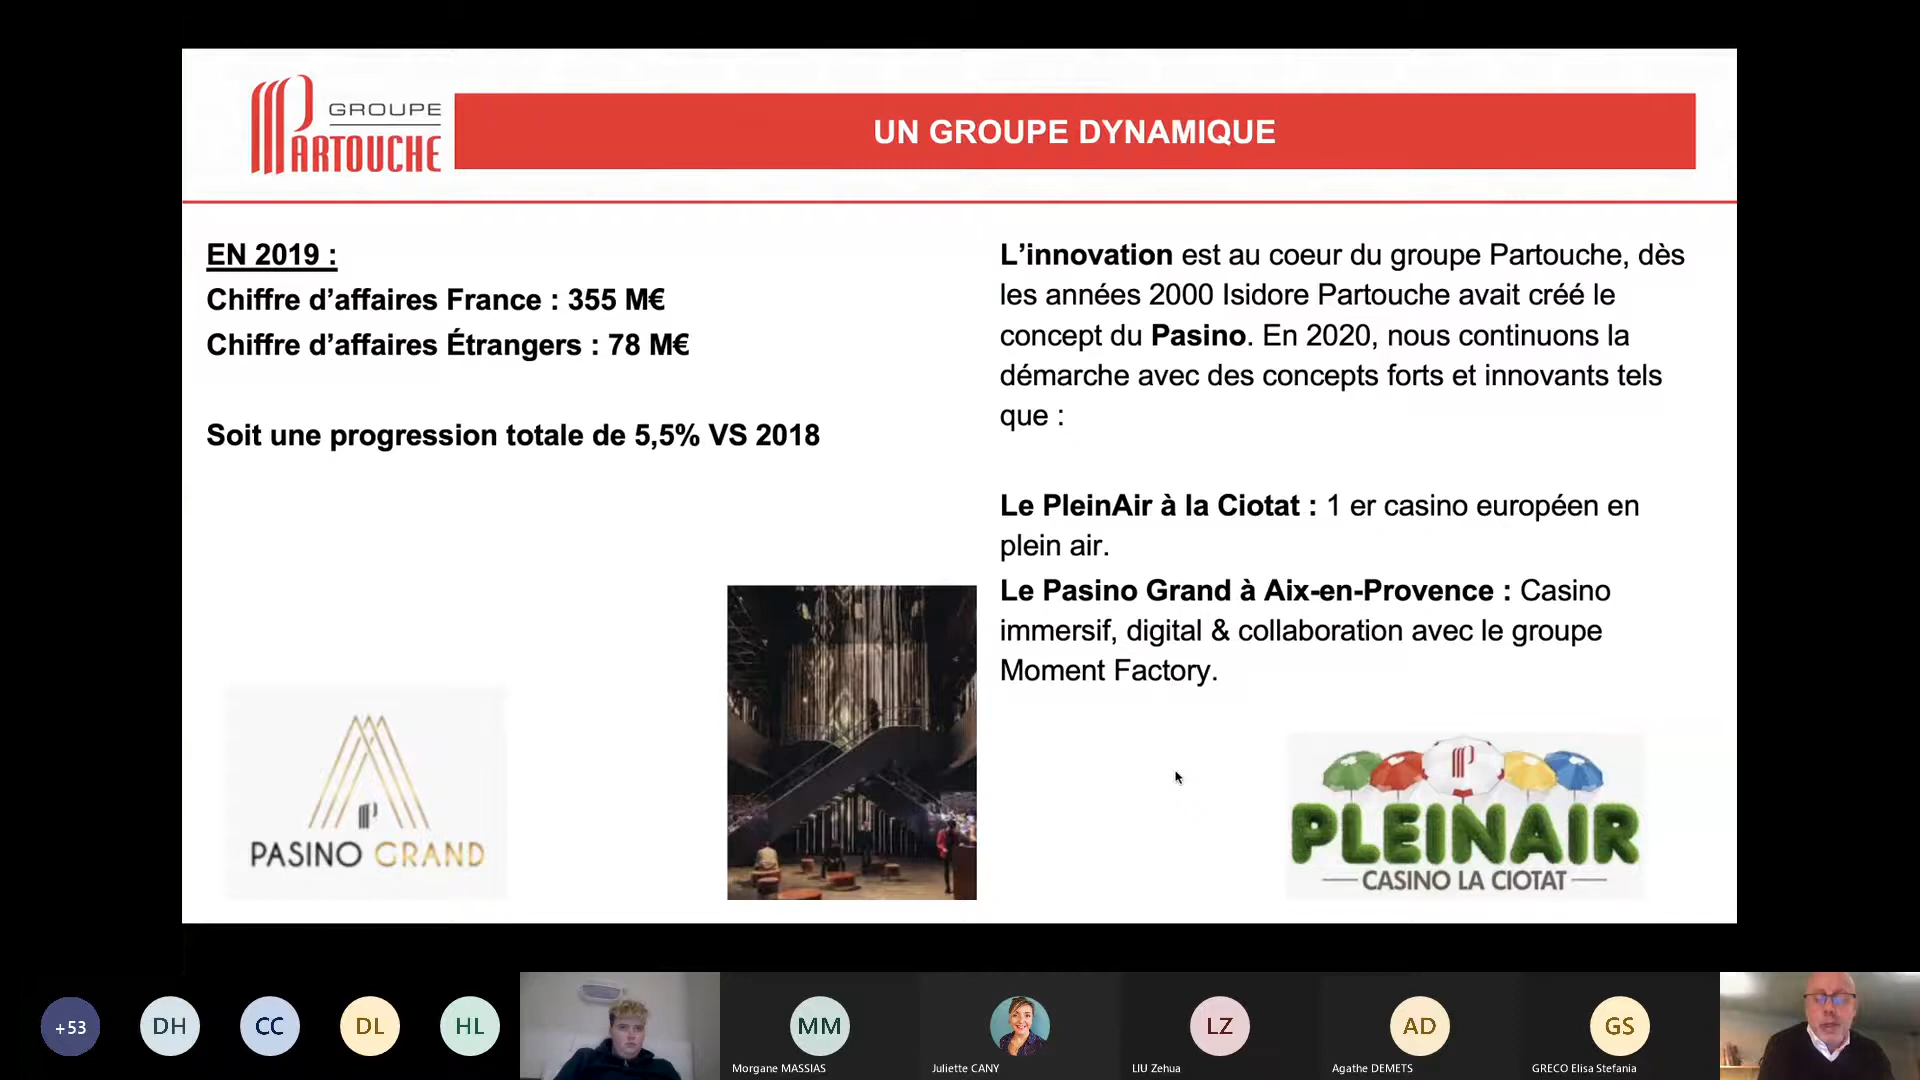 GROUPE
PARTOUCHE
UN GROUPE DYNAMIQUE
EN 2019 :
Chiffre d’affaires France : 355 M€
Chiffre d’affaires Étrangers : 78 M€
Soit une progression totale de 5,5% VS 2018
L’innovation est au coeur du groupe Partouche, dès
les années 2000 Isidore Partouche avait créé le
concept du Pasino. En 2020, nous continuons la
démarche avec des concepts forts et innovants tels
que :
Le PleinAir à la Ciotat : 1 er casino européen en
plein air.
Le Pasino Grand à Aix-en-Provence : Casino
immersif, digital & collaboration avec le groupe
Moment Factory.
PASINO GRAND
PLEINAIR
CASINO LA CIOTAT
+53
DH
CC
DL
HL
MM
Morgane MASSIAS
Juliette CANY
LZ
LIU Zehua
AD
Agathe DEMETS
GS
GRECO Elisa Stefania